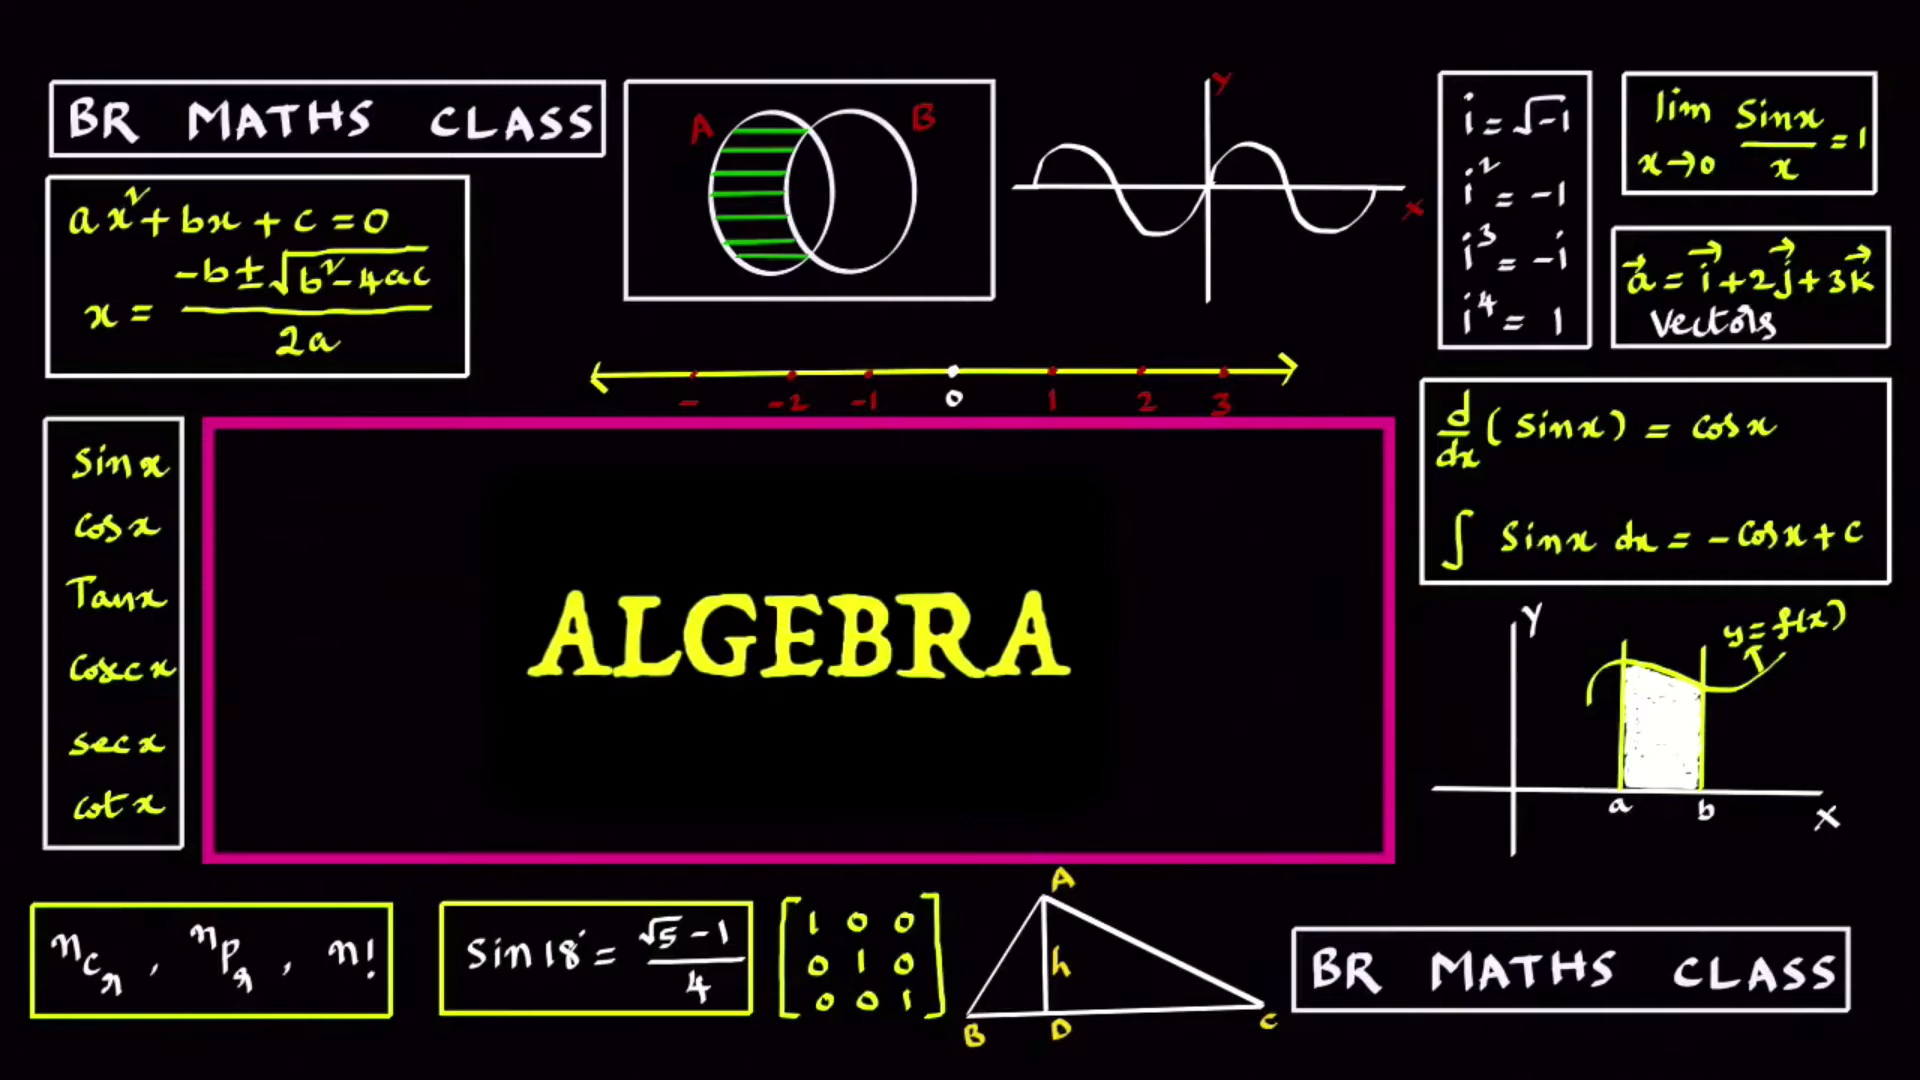 BR MATHS CLASS
ax²+bx+c=0
x = (-b±√(b²-4ac))/2a
A B
Y
X
i=√-1
i²=-1
i³=-i
i⁴=1
lim x→0 Sinx/x =1
a⃗ = i⃗+2j⃗+3k⃗
Vectors
- -2 -1 0 1 2 3
d/dx (Sinx) = Cosx
∫ Sinx dx = -Cosx+c
Sinx
Cosx
Tanx
Cosecx
secx
cotx
ALGEBRA
Y
y=f(x)
a b
X
nCr, nPr, n!
Sin18° = (√5-1)/4
1 0 0
0 1 0
0 0 1
A
h
B D C
BR MATHS CLASS